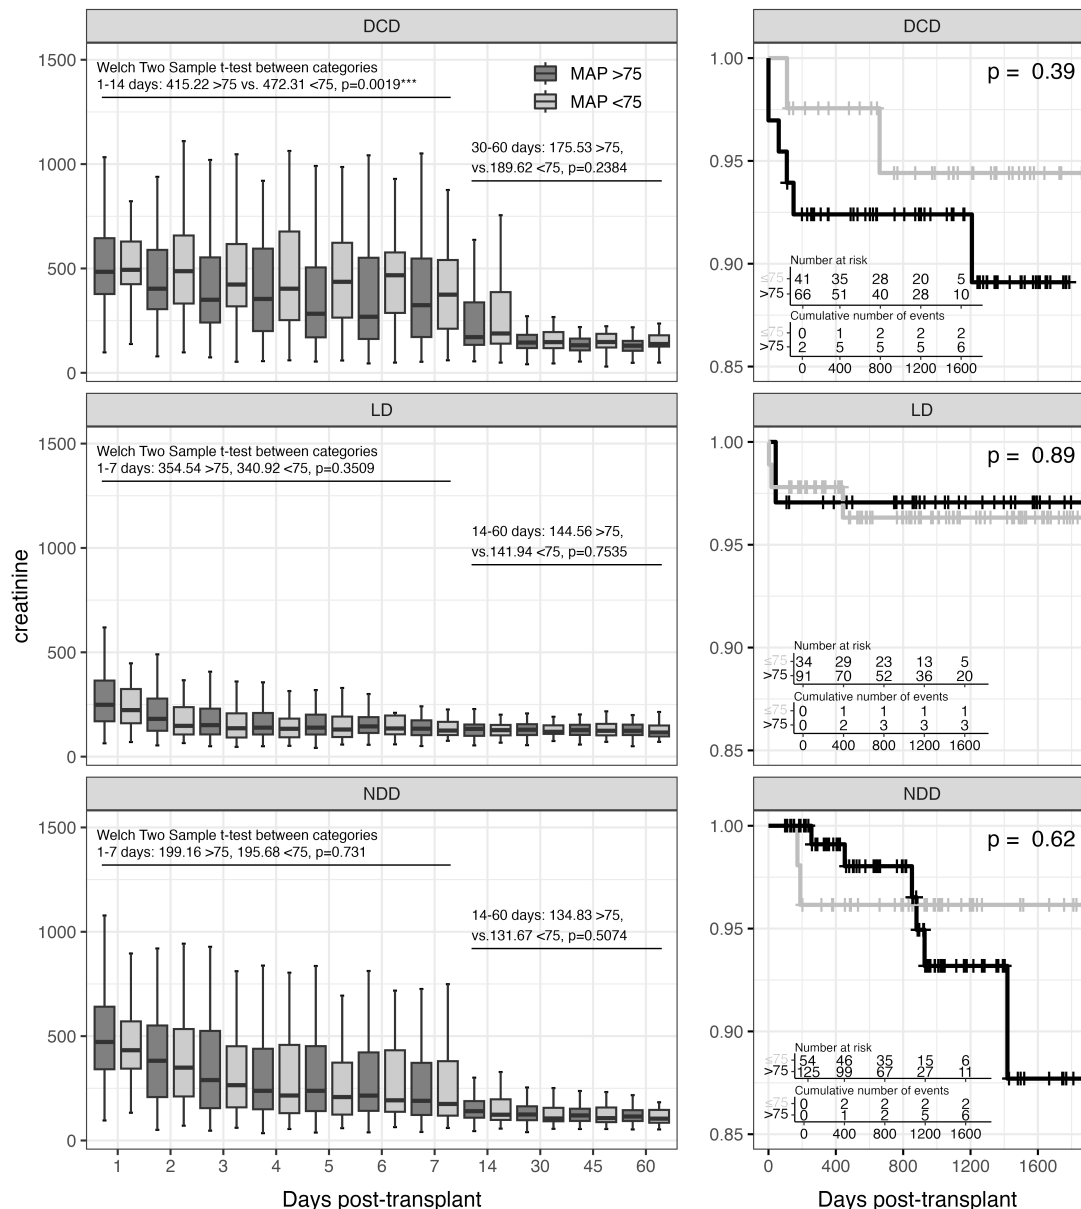 DCD
1500
1000
500
0
Welch Two Sample t-test between categories
1-14 days: 415.22 >75 vs. 472.31 <75, p=0.0019***
MAP >75
MAP <75
30-60 days: 175.53 >75,
vs.189.62 <75, p=0.2384
DCD
1.00
0.95
0.90
0.85
p = 0.39
Number at risk
≤75 41 35 28 20 5
>75 66 51 40 28 10
Cumulative number of events
≤75 0 1 2 2 2
>75 2 5 5 5 6
0 400 800 1200 1600
LD
1500
1000
500
0
Welch Two Sample t-test between categories
1-7 days: 354.54 >75, 340.92 <75, p=0.3509
14-60 days: 144.56 >75,
vs.141.94 <75, p=0.7535
creatinine
LD
1.00
0.95
0.90
0.85
p = 0.89
Number at risk
≤75 34 29 23 13 5
>75 91 70 52 36 20
Cumulative number of events
≤75 0 1 1 1 1
>75 0 2 3 3 3
0 400 800 1200 1600
NDD
1500
1000
500
0
Welch Two Sample t-test between categories
1-7 days: 199.16 >75, 195.68 <75, p=0.731
14-60 days: 134.83 >75,
vs.131.67 <75, p=0.5074
1 2 3 4 5 6 7 14 30 45 60
Days post-transplant
NDD
1.00
0.95
0.90
0.85
p = 0.62
Number at risk
≤75 54 46 35 15 6
>75 125 99 67 27 11
Cumulative number of events
≤75 0 2 2 2 2
>75 0 1 2 5 6
0 400 800 1200 1600
0 400 800 1200 1600
Days post-transplant